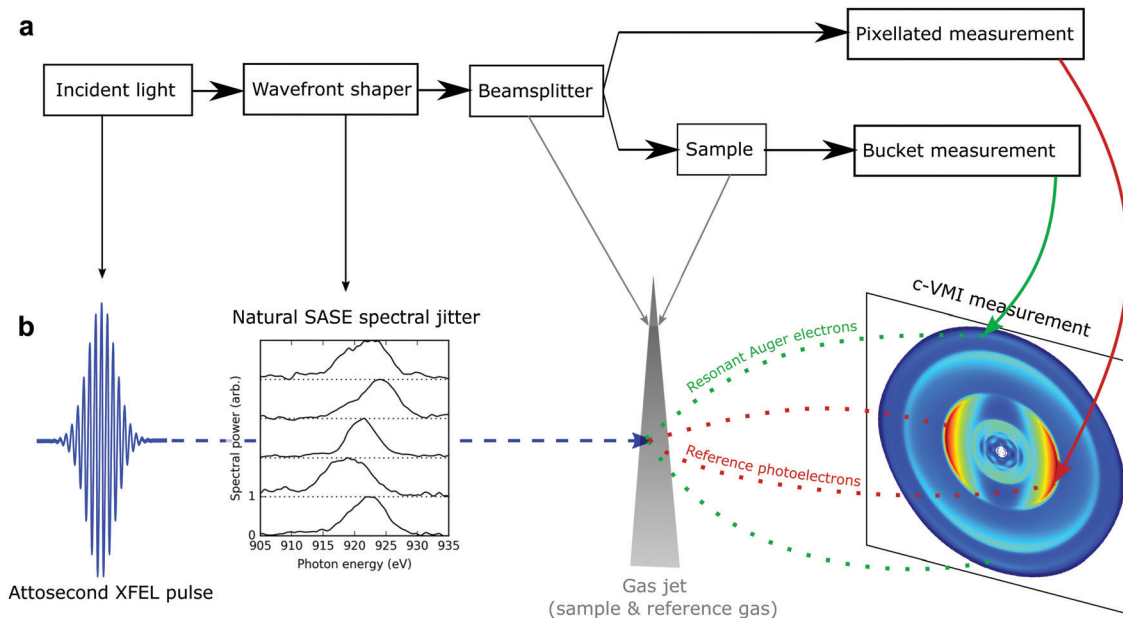 a
Pixellated measurement
Incident light
Wavefront shaper
Beamsplitter
Sample
Bucket measurement
b
Natural SASE spectral jitter
c-VMI measurement
Resonant Auger electrons
Reference photoelectrons
Spectral power (arb.)
1
0
905 910 915 920 925 930 935
Photon energy (eV)
Attosecond XFEL pulse
Gas jet
(sample & reference gas)